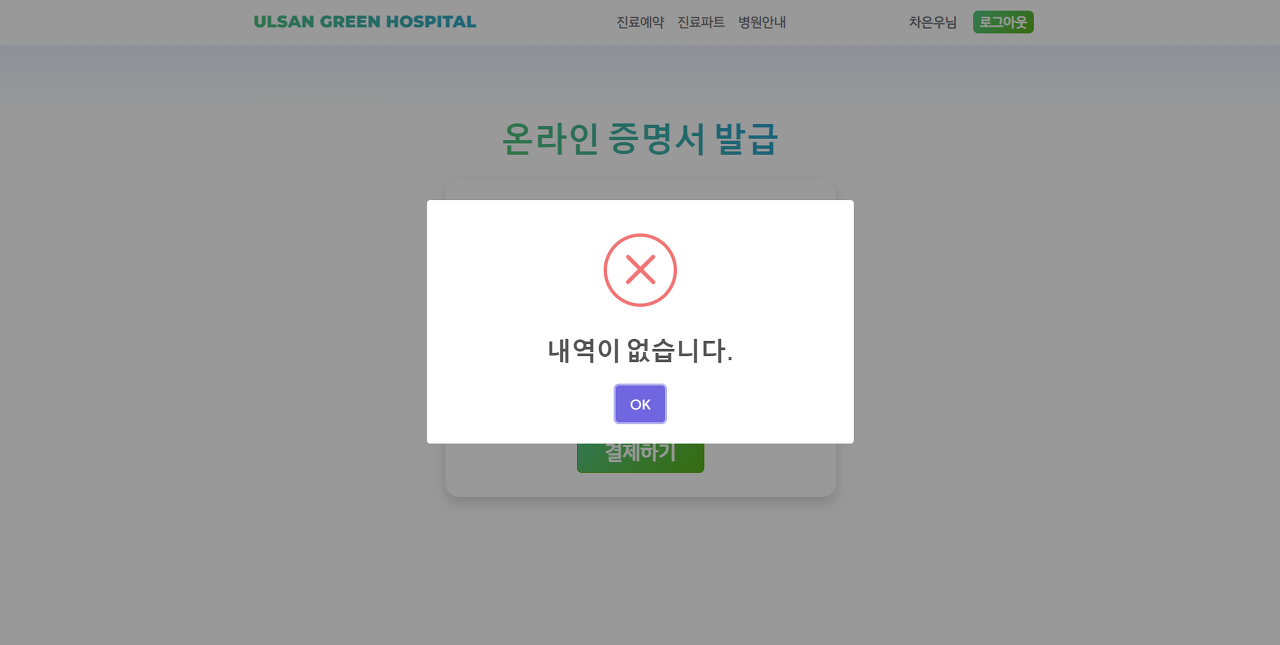 ULSAN GREEN HOSPITAL
진료예약 진료파트 병원안내
차은우님 로그아웃
온라인 증명서 발급
내역이 없습니다.
OK
결제하기